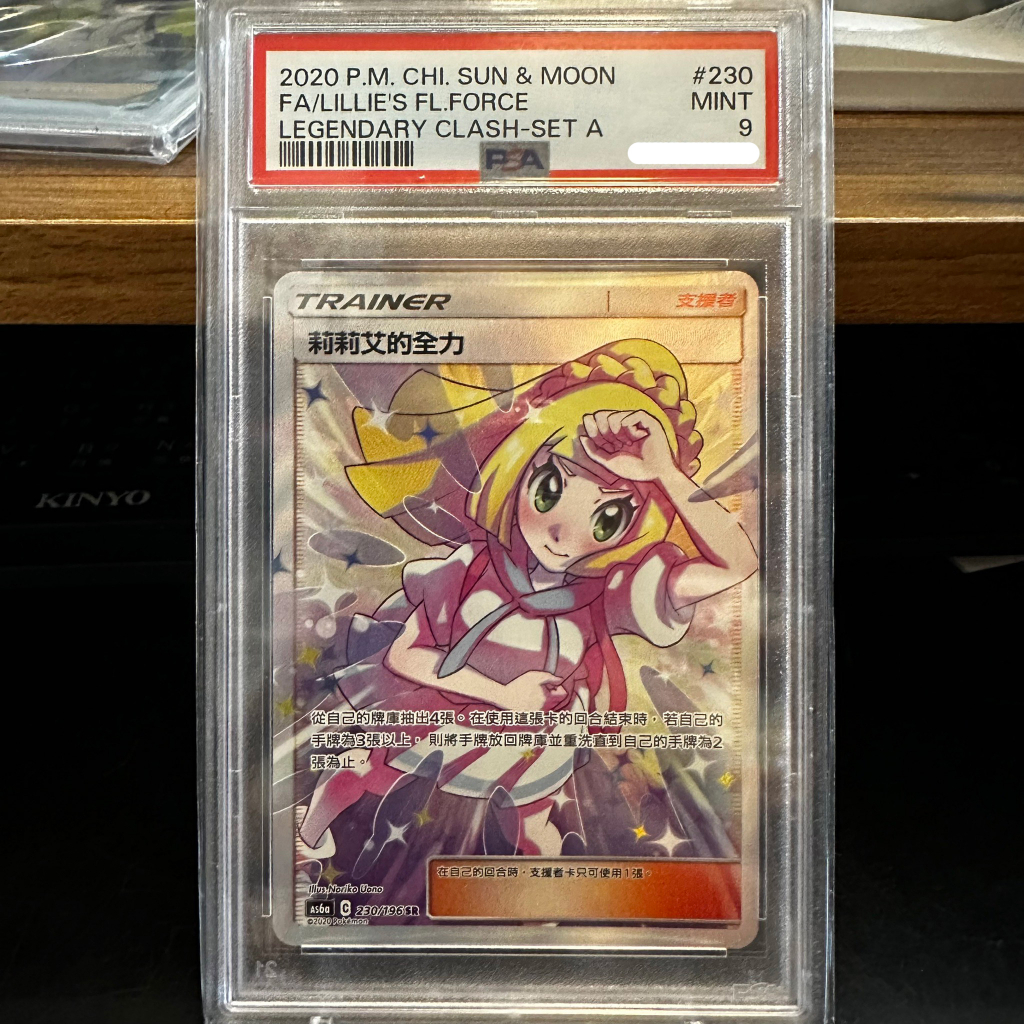 2020 P.M. CHI. SUN & MOON #230
FA/LILLIE'S FL.FORCE MINT
LEGENDARY CLASH-SET A 9
PSA
TRAINER 支援者
莉莉艾的全力
KINYO
從自己的牌庫抽出4張。在使用這張卡的回合結束時,若自己的
手牌為3張以上,則將手牌放回牌庫並重洗直到自己的手牌為2
張為止。
在自己的回合時,支援者卡只可使用1張。
Illus. Noriko Uono
AS6a C 230/196 SR
©2020 Pokémon